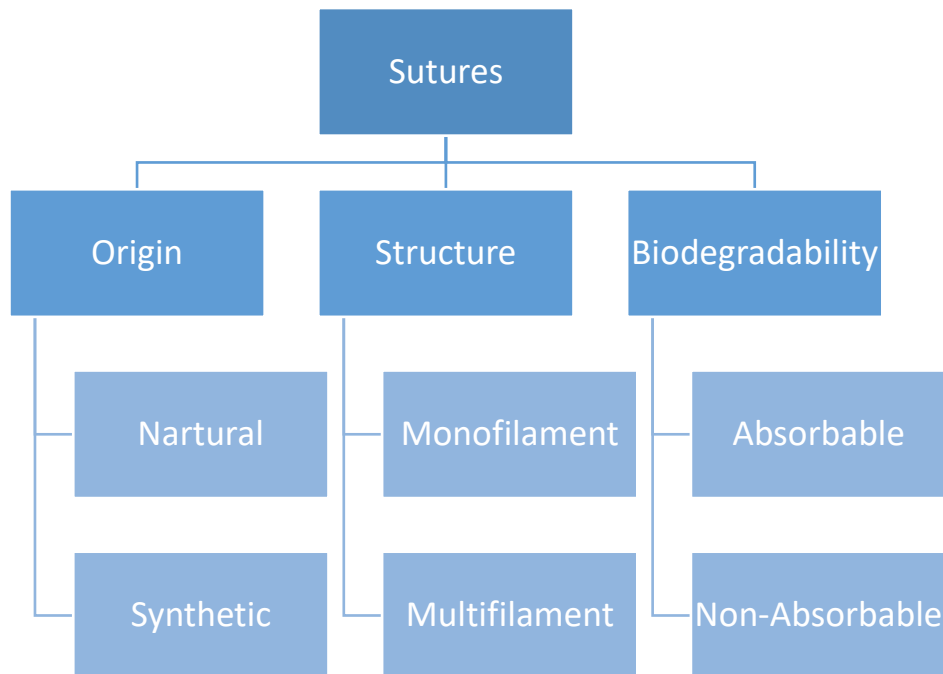 Sutures
Origin
Structure
Biodegradability
Nartural
Monofilament
Absorbable
Synthetic
Multifilament
Non-Absorbable